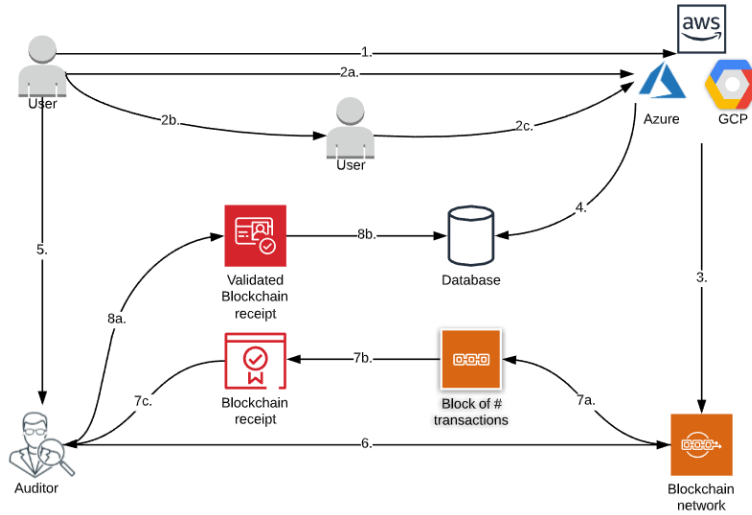 aws
1.
2a.
User
Azure
GCP
2b.
2c.
User
4.
5.
8b.
Validated
Blockchain
receipt
Database
3.
8a.
7b.
7c.
Blockchain
receipt
Block of #
transactions
7a.
6.
Auditor
Blockchain
network